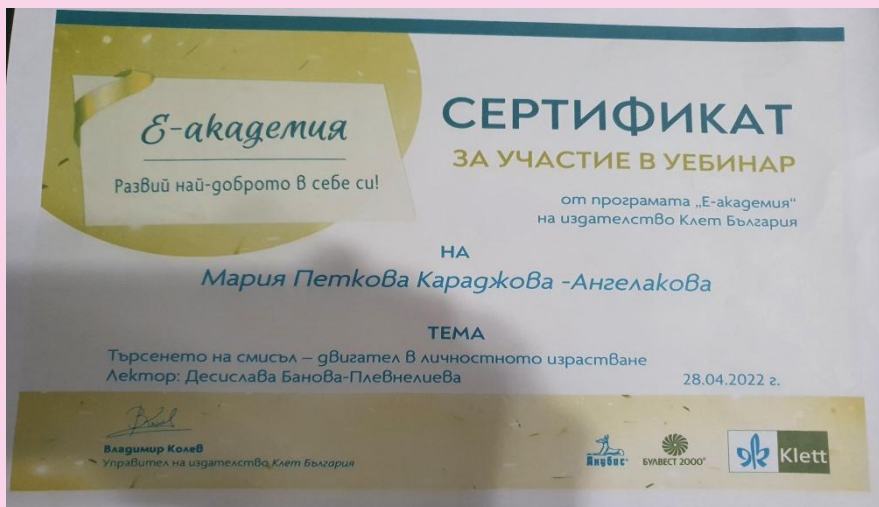 Е-академия
Развий най-доброто в себе си!
СЕРТИФИКАТ
ЗА УЧАСТИЕ В УЕБИНАР
от програмата „Е-академия“
на издателство Клет България
НА
Мария Петкова Караджова -Ангелакова
ТЕМА
Търсенето на смисъл – двигател в личностното израстване
Лектор: Десислава Банова-Плевнелиева
28.04.2022 г.
Владимир Колев
Управител на издателство Клет България
Анубис®
БУЛВЕСТ 2000®
Klett